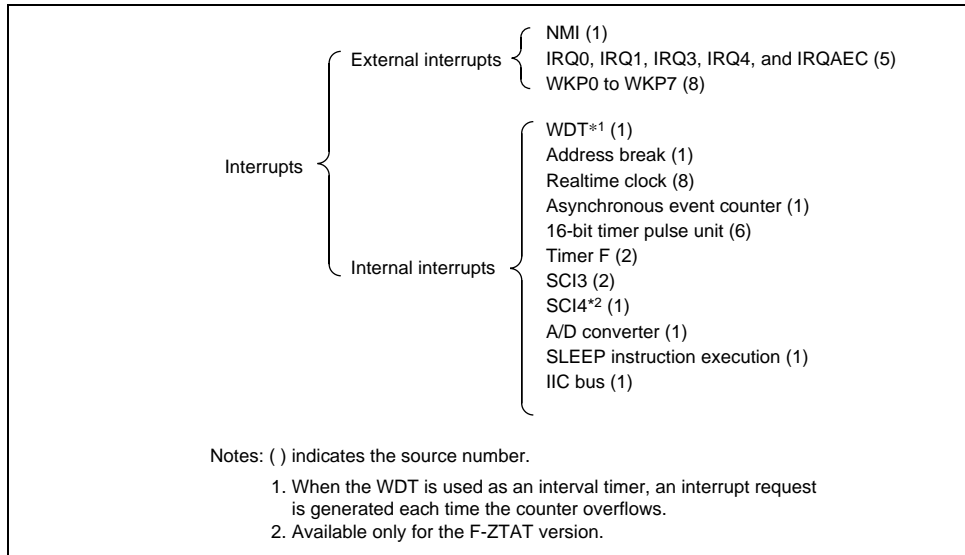 NMI (1)
External interrupts
IRQ0, IRQ1, IRQ3, IRQ4, and IRQAEC (5)
WKP0 to WKP7 (8)
Interrupts
WDT*1 (1)
Address break (1)
Realtime clock (8)
Asynchronous event counter (1)
16-bit timer pulse unit (6)
Internal interrupts
Timer F (2)
SCI3 (2)
SCI4*2 (1)
A/D converter (1)
SLEEP instruction execution (1)
IIC bus (1)
Notes: ( ) indicates the source number.
1. When the WDT is used as an interval timer, an interrupt request
is generated each time the counter overflows.
2. Available only for the F-ZTAT version.